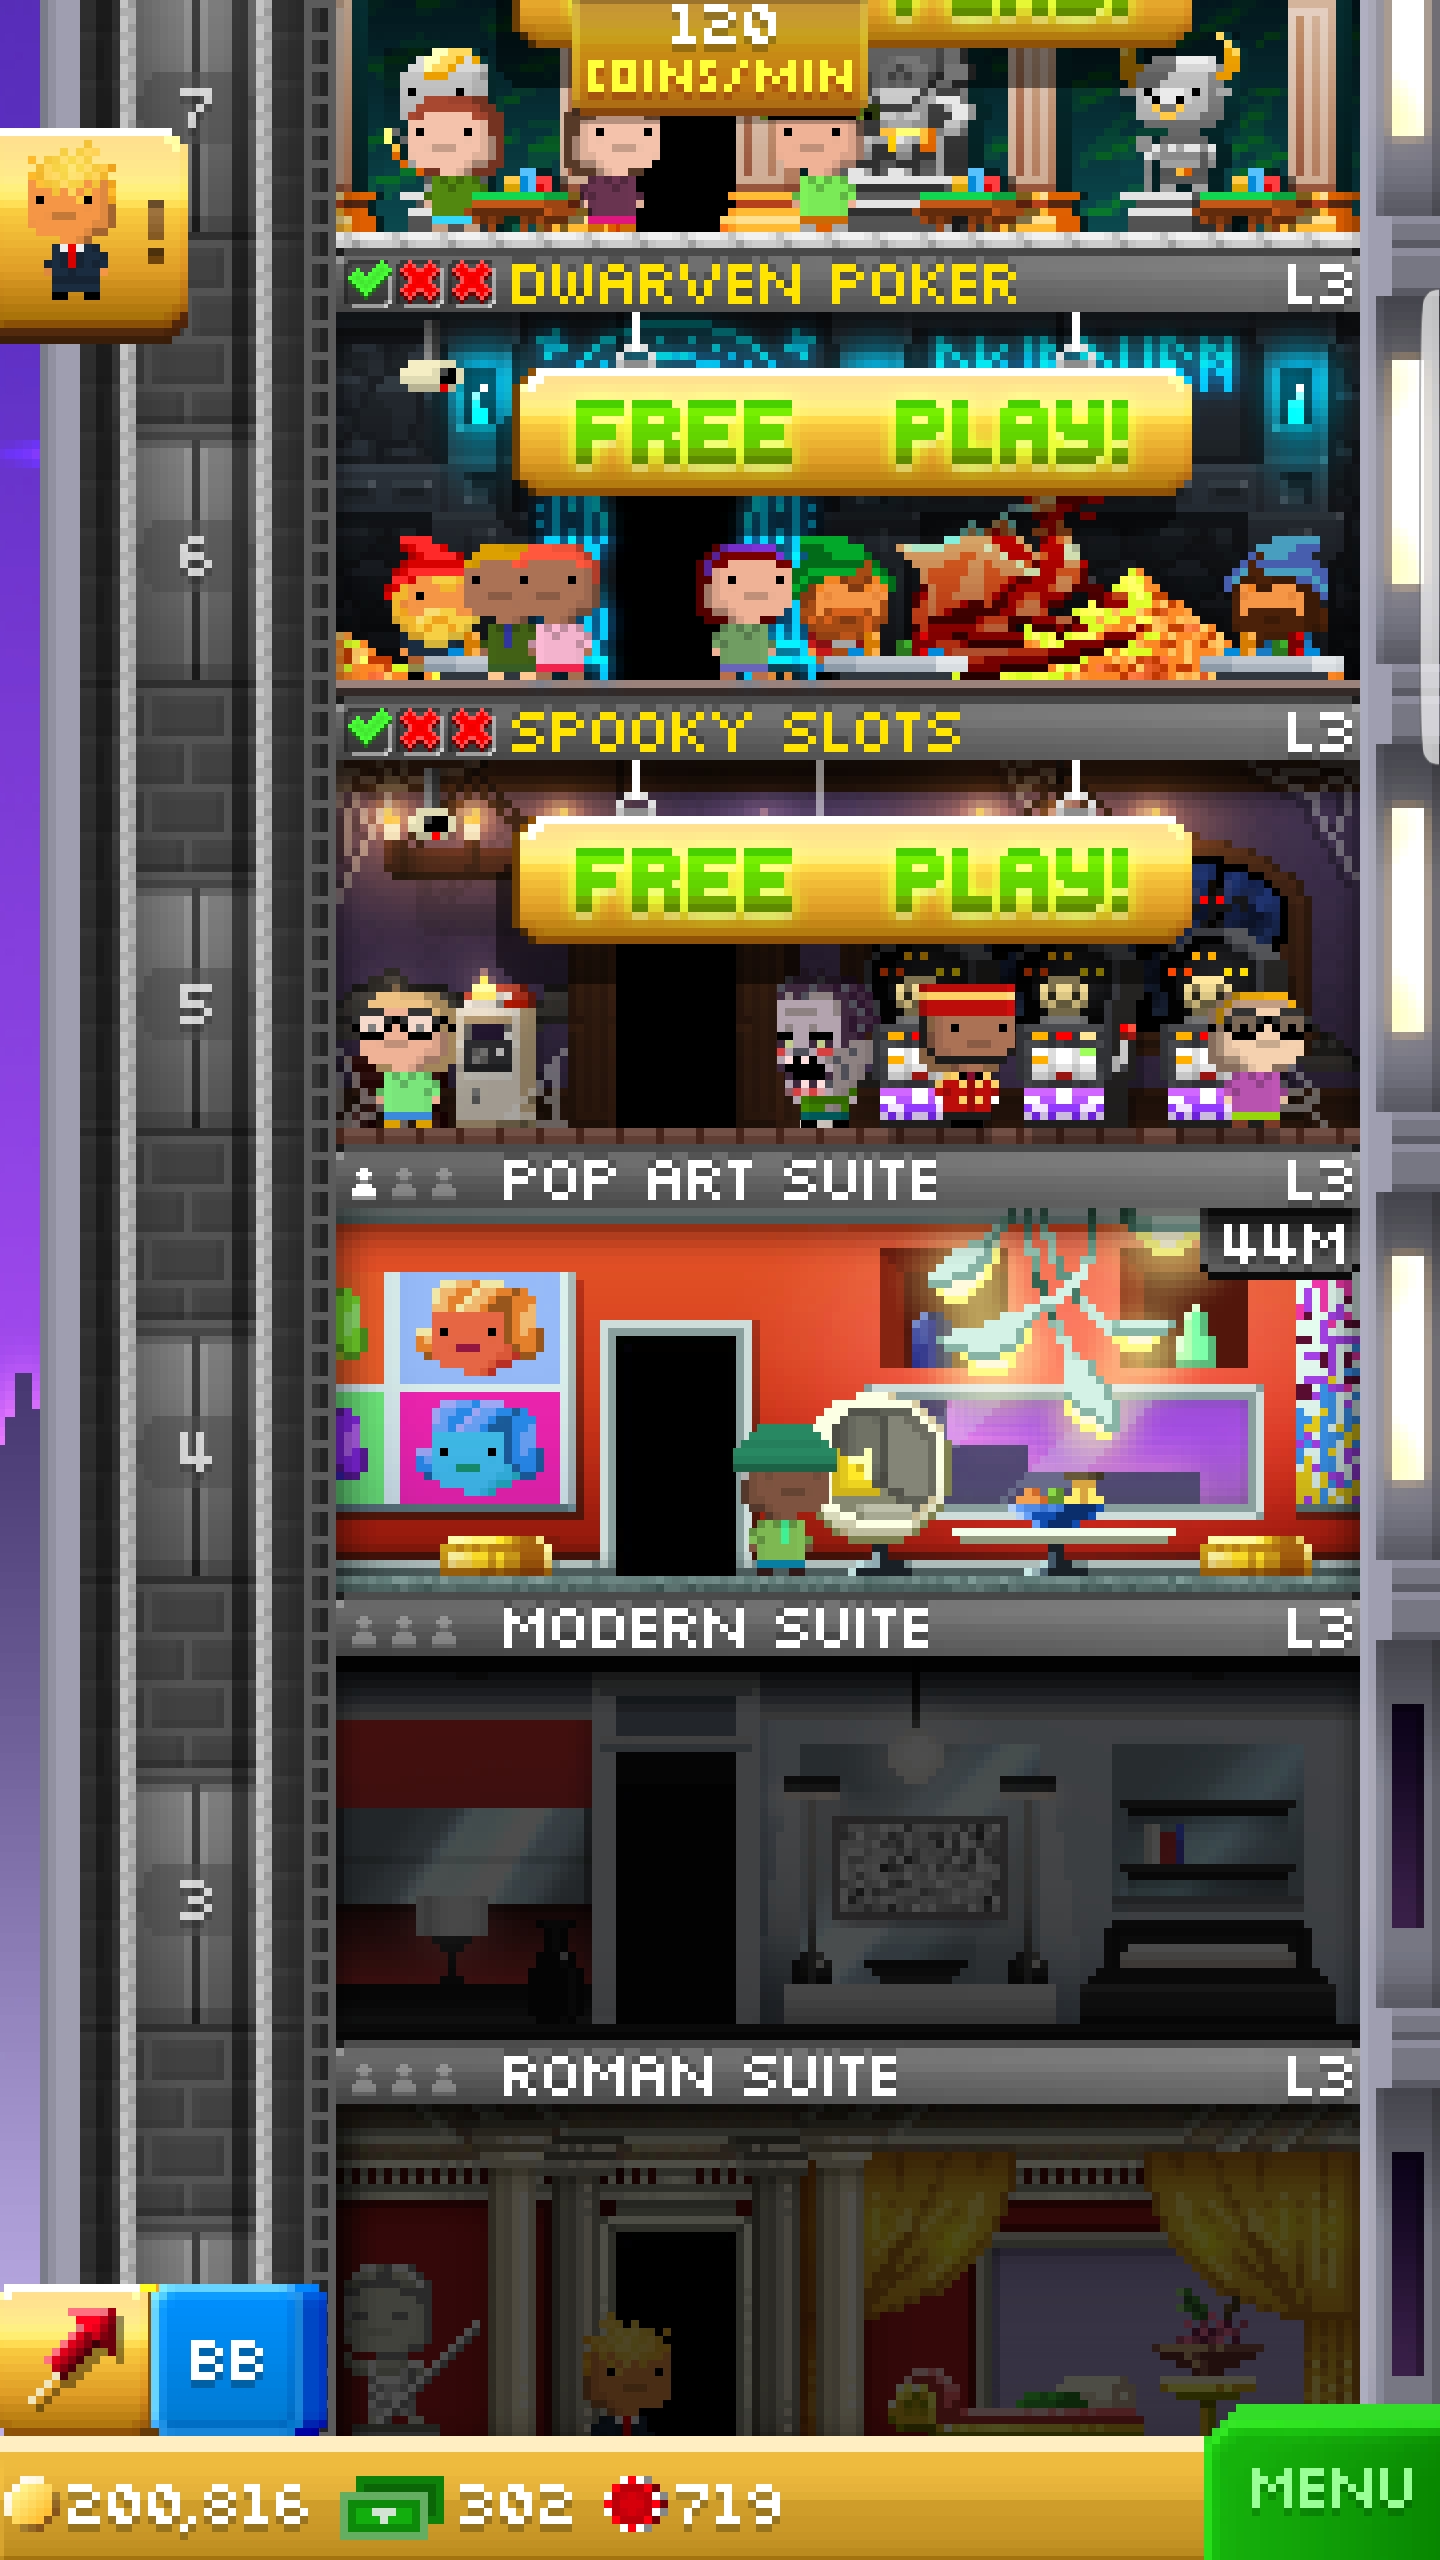 PLAY!
120
COINS/MIN
7
!
DWARVEN POKER L3
FREE PLAY!
6
SPOOKY SLOTS L3
FREE PLAY!
5
POP ART SUITE L3
44M
4
MODERN SUITE L3
3
ROMAN SUITE L3
BB
200,816 302 719 MENU